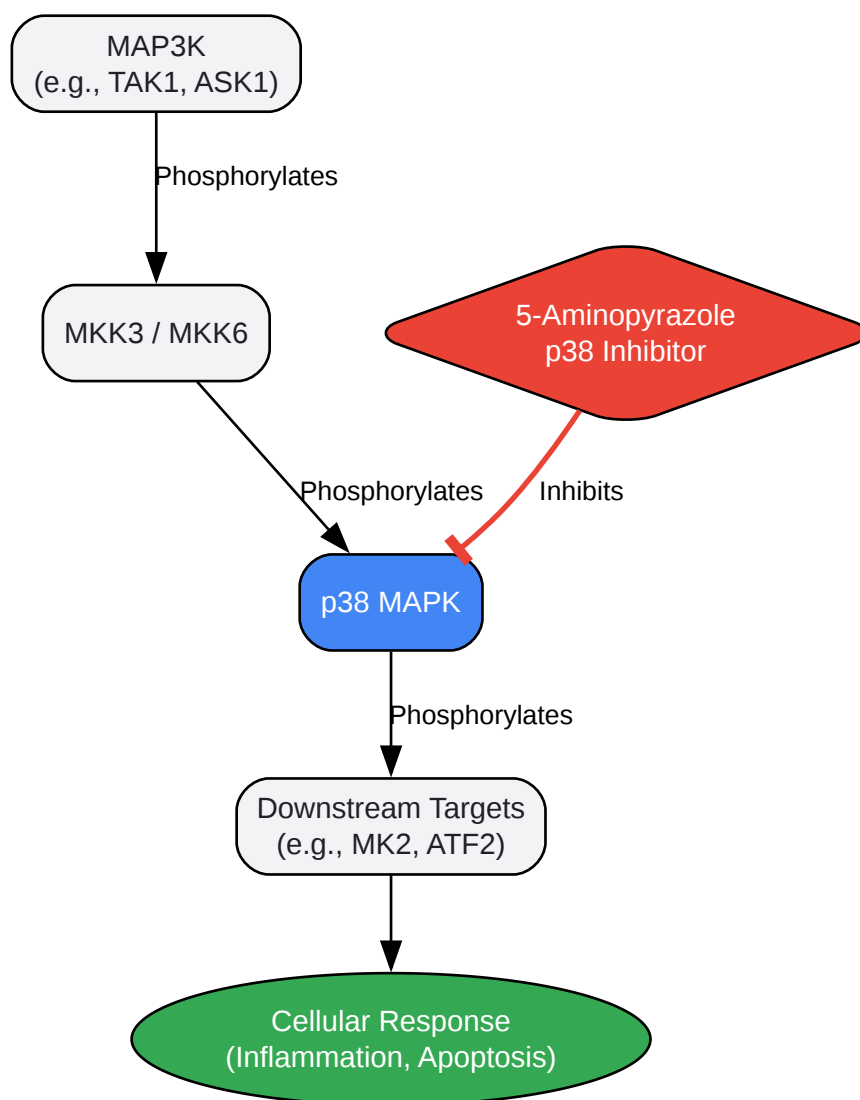 MAP3K
(e.g., TAK1, ASK1)
Phosphorylates
MKK3 / MKK6
5-Aminopyrazole
p38 Inhibitor
Phosphorylates
Inhibits
p38 MAPK
Phosphorylates
Downstream Targets
(e.g., MK2, ATF2)
Cellular Response
(Inflammation, Apoptosis)